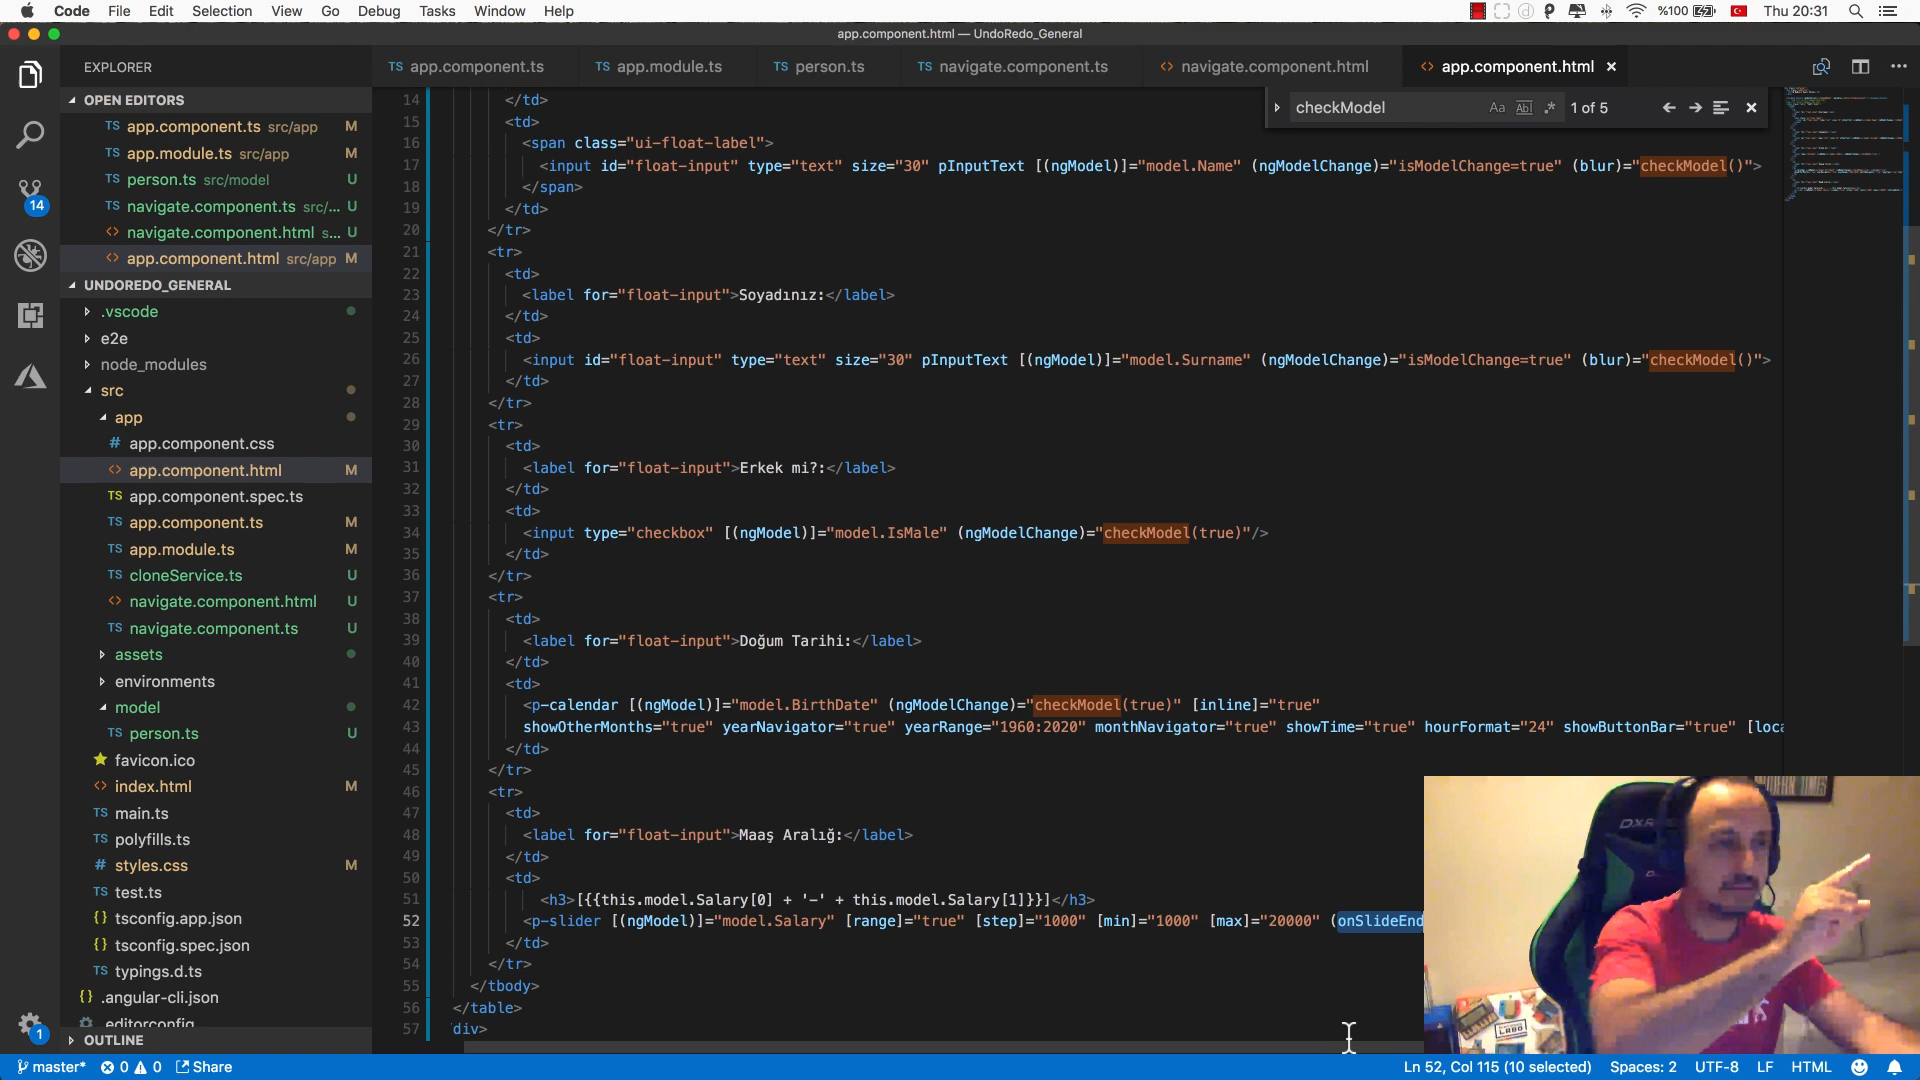 Code File Edit Selection View Go Debug Tasks Window Help %100 Thu 20:31
app.component.html — UndoRedo_General
EXPLORER
TS app.component.ts TS app.module.ts TS person.ts TS navigate.component.ts <> navigate.component.html <> app.component.html
checkModel Aa Abl .* 1 of 5
OPEN EDITORS
TS app.component.ts src/app M
TS app.module.ts src/app M
TS person.ts src/model U
TS navigate.component.ts src/... U
<> navigate.component.html s... U
<> app.component.html src/app M
14
UNDOREDO_GENERAL
.vscode
e2e
node_modules
src
app
# app.component.css
<> app.component.html M
TS app.component.spec.ts
TS app.component.ts M
TS app.module.ts M
TS cloneService.ts U
<> navigate.component.html U
TS navigate.component.ts U
assets
environments
model
TS person.ts U
favicon.ico
<> index.html M
TS main.ts
TS polyfills.ts
# styles.css M
TS test.ts
{} tsconfig.app.json
{} tsconfig.spec.json
TS typings.d.ts
{} .angular-cli.json
.editorconfig
OUTLINE
1
14 </td>
15 <td>
16 <span class="ui-float-label">
17 <input id="float-input" type="text" size="30" pInputText [(ngModel)]="model.Name" (ngModelChange)="isModelChange=true" (blur)="checkModel()">
18 </span>
19 </td>
20 </tr>
21 <tr>
22 <td>
23 <label for="float-input">Soyadınız:</label>
24 </td>
25 <td>
26 <input id="float-input" type="text" size="30" pInputText [(ngModel)]="model.Surname" (ngModelChange)="isModelChange=true" (blur)="checkModel()">
27 </td>
28 </tr>
29 <tr>
30 <td>
31 <label for="float-input">Erkek mi?:</label>
32 </td>
33 <td>
34 <input type="checkbox" [(ngModel)]="model.IsMale" (ngModelChange)="checkModel(true)"/>
35 </td>
36 </tr>
37 <tr>
38 <td>
39 <label for="float-input">Doğum Tarihi:</label>
40 </td>
41 <td>
42 <p-calendar [(ngModel)]="model.BirthDate" (ngModelChange)="checkModel(true)" [inline]="true"
43 showOtherMonths="true" yearNavigator="true" yearRange="1960:2020" monthNavigator="true" showTime="true" hourFormat="24" showButtonBar="true" [loca
44 </td>
45 </tr>
46 <tr>
47 <td>
48 <label for="float-input">Maaş Aralığ:</label>
49 </td>
50 <td>
51 <h3>[{{this.model.Salary[0] + '-' + this.model.Salary[1]}}]</h3>
52 <p-slider [(ngModel)]="model.Salary" [range]="true" [step]="1000" [min]="1000" [max]="20000" (onSlideEnd
53 </td>
54 </tr>
55 </tbody>
56 </table>
57 div>
DXR
LABO
master* 0 0 Share Ln 52, Col 115 (10 selected) Spaces: 2 UTF-8 LF HTML